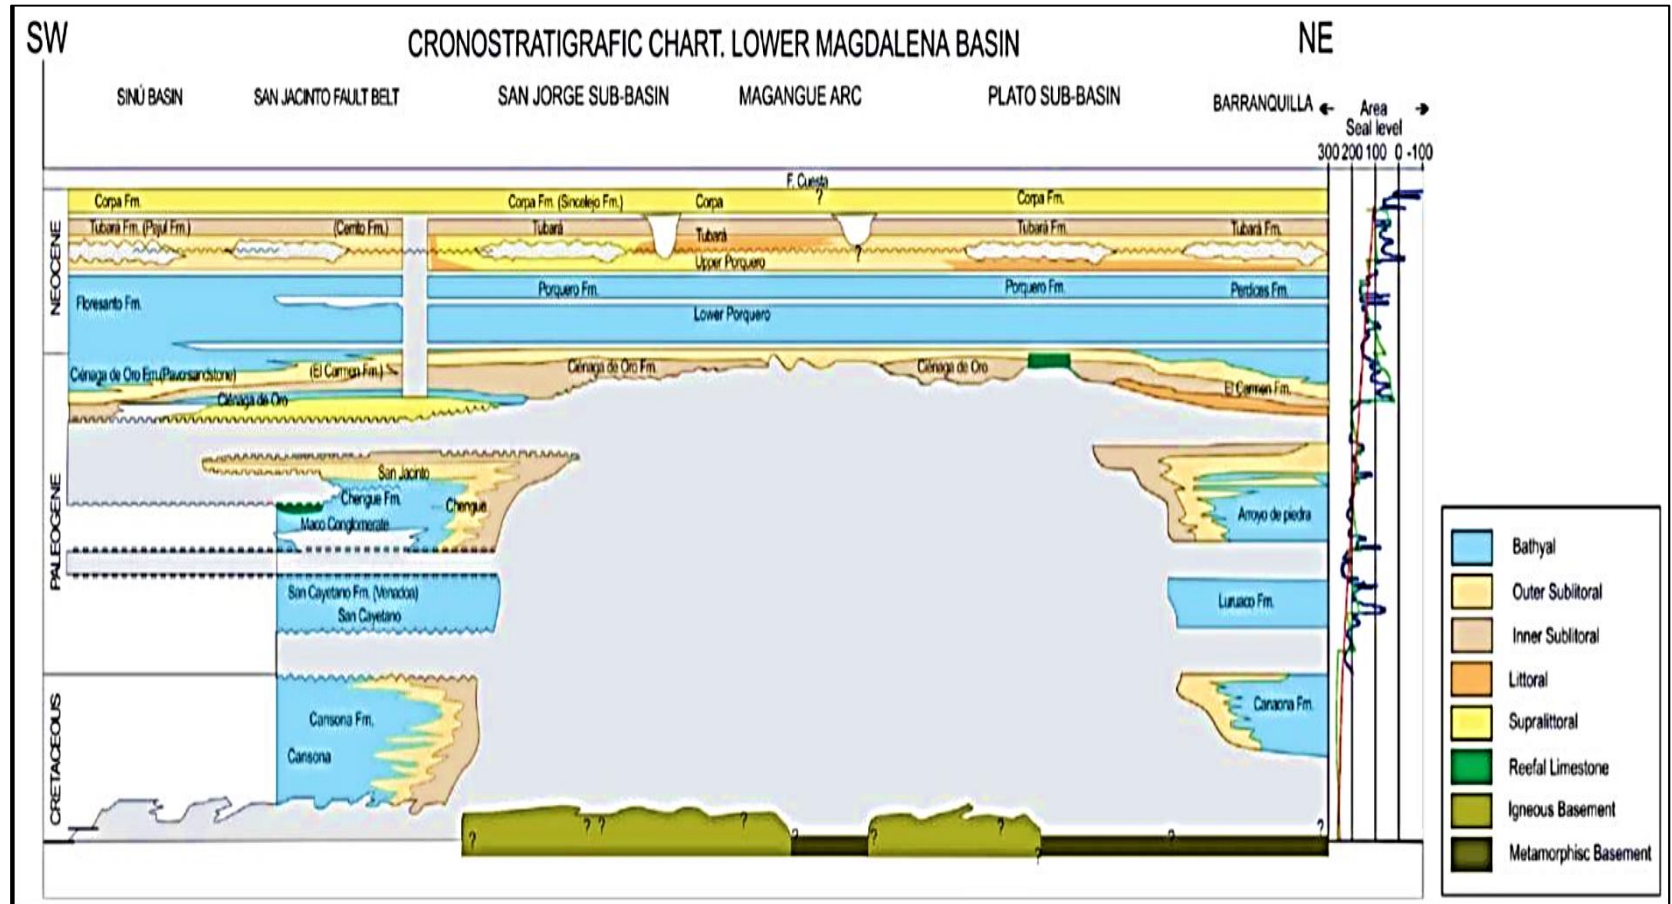 SW
NE
CRONOSTRATIGRAFIC CHART. LOWER MAGDALENA BASIN
SINÚ BASIN
SAN JACINTO FAULT BELT
SAN JORGE SUB-BASIN
MAGANGUE ARC
PLATO SUB-BASIN
BARRANQUILLA
Area
Seal level
300 200 100 0 -100
F. Cuesta
?
Corpa Fm.
Corpa Fm. (Sincelejo Fm.)
Corpa
Corpa Fm.
Tubará Fm. (Pajul Fm.)
(Cerrito Fm.)
Tubará
Tubará
Tubará Fm.
Tubará Fm.
?
Upper Porquero
NEOCENE
Floresanto Fm.
Porquero Fm.
Porquero Fm.
Perdices Fm.
Lower Porquero
Ciénaga de Oro Fm.(Pavo sandstone)
(El Carmen Fm.)
Ciénaga de Oro Fm.
Ciénaga de Oro
El Carmen Fm.
Ciénaga de Oro
PALEOGENE
San Jacinto
Chengue Fm.
Chengue
Maco Conglomerate
Arroyo de piedra
San Cayetano Fm. (Venados)
San Cayetano
Luruaco Fm.
CRETACEOUS
Cansona Fm.
Cansona
Canaona Fm.
? ? ? ? ? ? ? ? ? ?
Bathyal
Outer Sublitoral
Inner Sublitoral
Littoral
Supralittoral
Reefal Limestone
Igneous Basement
Metamorphisc Basement